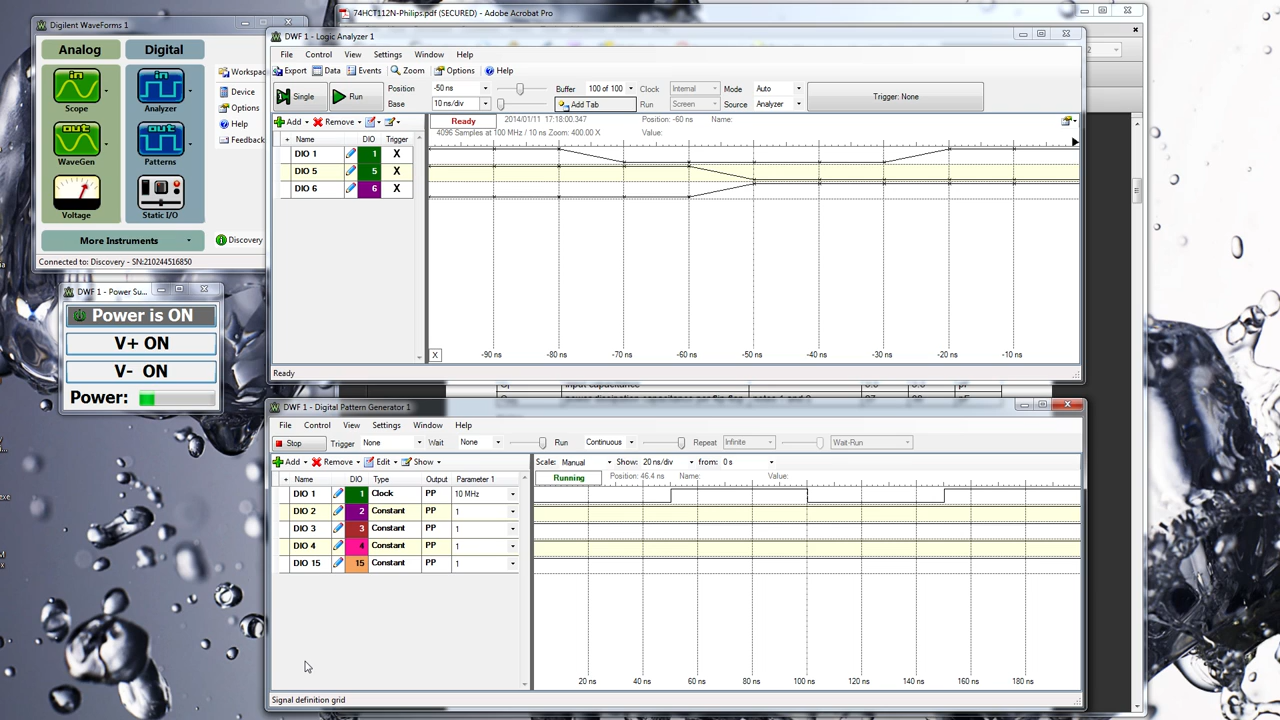 Digilent WaveForms 1
Analog
Digital
Scope
Analyzer
WaveGen
Patterns
Voltage
Static I/O
Workspac
Device
Options
Help
Feedback
More Instruments
Discovery
Connected to: Discovery - SN:210244516850
DWF 1 - Power Su...
Power is ON
V+ ON
V- ON
Power:
74HCT112N-Philips.pdf (SECURED) - Adobe Acrobat Pro
DWF 1 - Logic Analyzer 1
File Control View Settings Window Help
Export Data Events Zoom Options Help
Single Run
Position -50 ns Buffer 100 of 100 Clock Internal Mode Auto
Base 10 ns/div Add Tab Run Screen Source Analyzer
Trigger: None
Add Remove
Ready 2014/01/11 17:18:00.347 Position: -60 ns Name:
4096 Samples at 100 MHz / 10 ns Zoom: 400.00 X Value:
+ Name DIO Trigger
DIO 1 1 X
DIO 5 5 X
DIO 6 6 X
X -90 ns -80 ns -70 ns -60 ns -50 ns -40 ns -30 ns -20 ns -10 ns
Ready
DWF 1 - Digital Pattern Generator 1
File Control View Settings Window Help
Stop Trigger None Wait None Run Continuous Repeat Infinite Wait-Run
Add Remove Edit Show
Scale: Manual Show: 20 ns/div from: 0 s
Running Position: 46.4 ns Name: Value:
+ Name DIO Type Output Parameter 1
DIO 1 1 Clock PP 10 MHz
DIO 2 2 Constant PP 1
DIO 3 3 Constant PP 1
DIO 4 4 Constant PP 1
DIO 15 15 Constant PP 1
20 ns 40 ns 60 ns 80 ns 100 ns 120 ns 140 ns 160 ns 180 ns
Signal definition grid